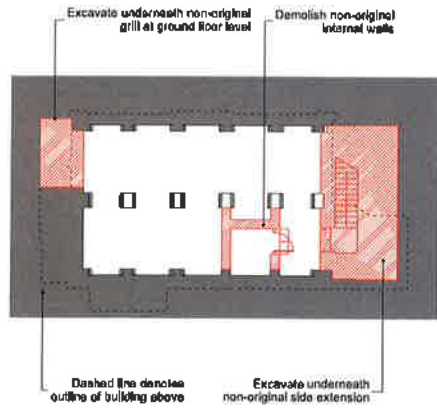 Excavate underneath non-original
grill at ground floor level
Demolish non-original
internal walls
Dashed line denotes
outline of building above
Excavate underneath
non-original side extension